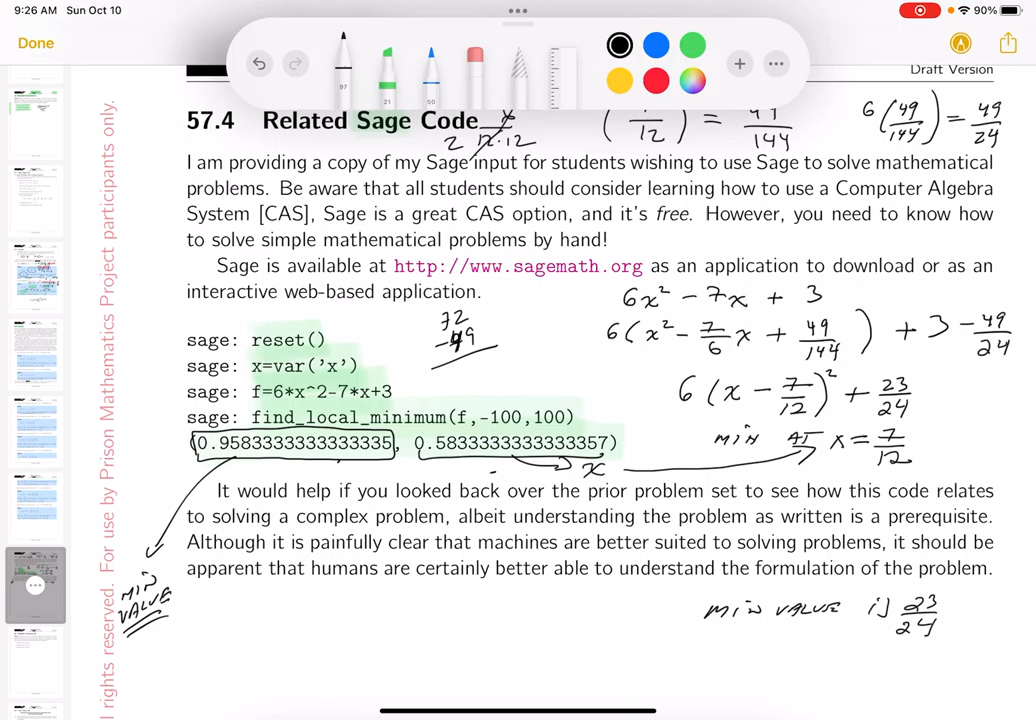 9:26 AM Sun Oct 10
90%
Done
97
21
50
Draft Version
57.4 Related Sage Code
2 12·12
( 7/12 ) = 49/144
6(49/144) = 49/24
I am providing a copy of my Sage input for students wishing to use Sage to solve mathematical
problems. Be aware that all students should consider learning how to use a Computer Algebra
System [CAS], Sage is a great CAS option, and it's free. However, you need to know how
to solve simple mathematical problems by hand!
Sage is available at http://www.sagemath.org as an application to download or as an
interactive web-based application.
6x² - 7x + 3
72
-49
6(x² - 7/6 x + 49/144 ) + 3 - 49/24
sage: reset()
sage: x=var('x')
sage: f=6*x^2-7*x+3
6(x - 7/12)² + 23/24
sage: find_local_minimum(f,-100,100)
(0.9583333333333335, 0.5833333333333357)
MIN AT x = 7/12
x
It would help if you looked back over the prior problem set to see how this code relates
to solving a complex problem, albeit understanding the problem as written is a prerequisite.
Although it is painfully clear that machines are better suited to solving problems, it should be
apparent that humans are certainly better able to understand the formulation of the problem.
MIN
VALUE
MIN VALUE is 23/24
l rights reserved. For use by Prison Mathematics Project participants only.